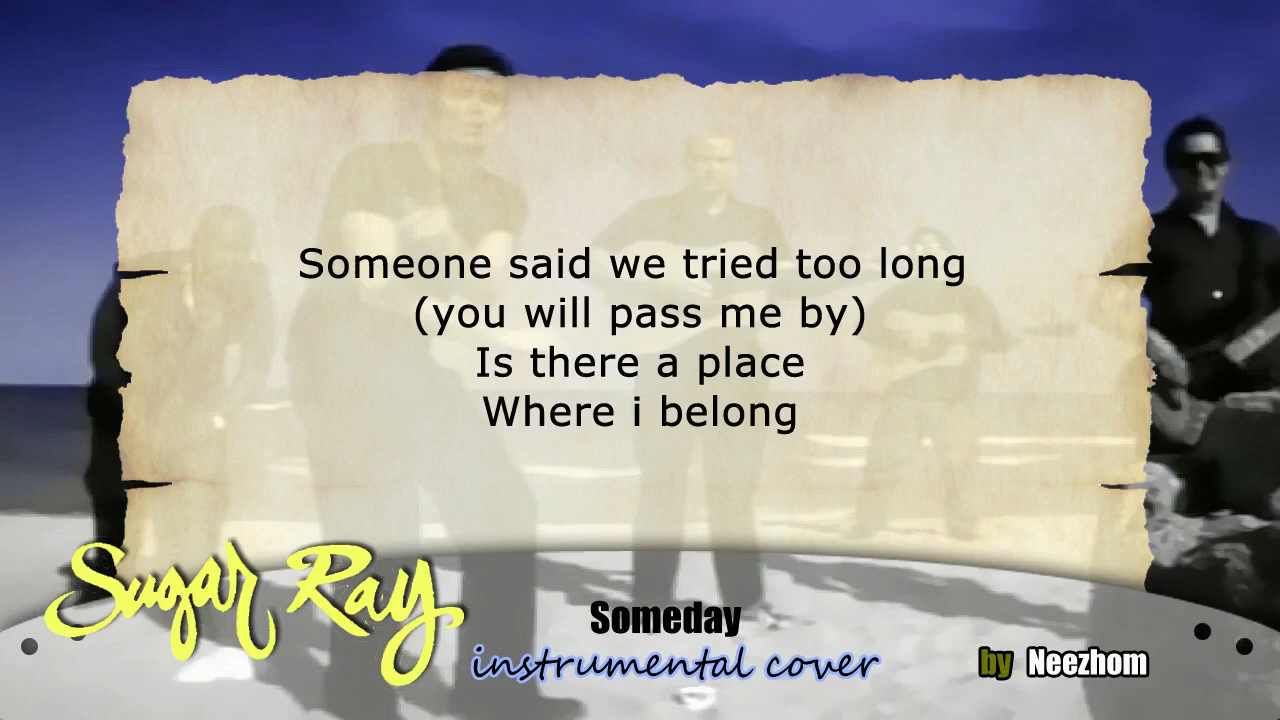 Someone said we tried too long
(you will pass me by)
Is there a place
Where i belong
Sugar Ray
Someday
instrumental cover
by Neezhom